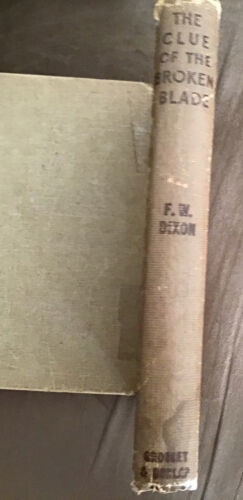 THE
CLUE
OF THE
BROKEN
BLADE
F. W.
DIXON
GROSSET
& DUNLAP